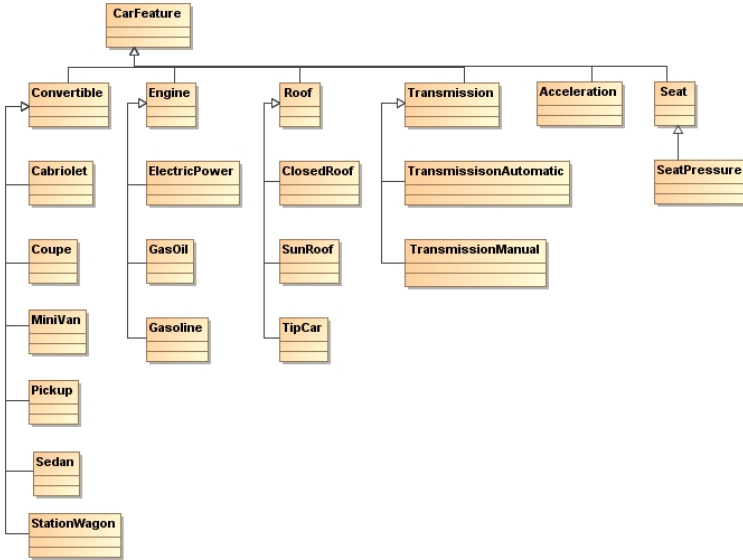 CarFeature
Convertible
Engine
Roof
Transmission
Acceleration
Seat
Cabriolet
ElectricPower
ClosedRoof
TransmissisonAutomatic
SeatPressure
Coupe
GasOil
SunRoof
TransmissionManual
MiniVan
Gasoline
TipCar
Pickup
Sedan
StationWagon